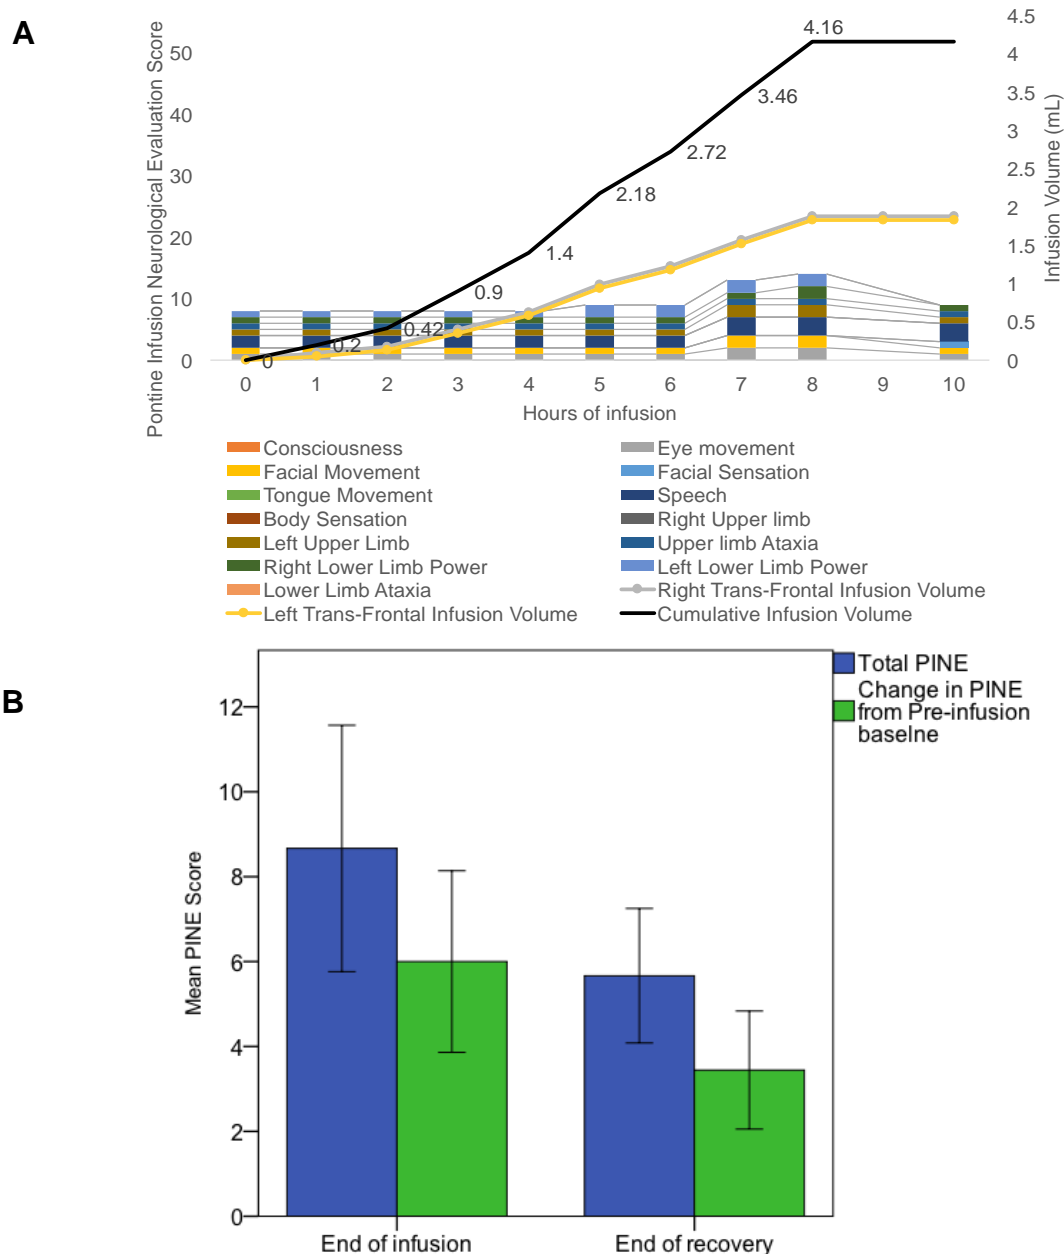 A
Pontine Infusion Neurological Evaluation Score
50
40
30
20
10
0
4.5
4
3.5
3
2.5
2
1.5
1
0.5
0
Infusion Volume (mL)
0
0.2
0.42
0.9
1.4
2.18
2.72
3.46
4.16
0 1 2 3 4 5 6 7 8 9 10
Hours of infusion
Consciousness Eye movement
Facial Movement Facial Sensation
Tongue Movement Speech
Body Sensation Right Upper limb
Left Upper Limb Upper limb Ataxia
Right Lower Limb Power Left Lower Limb Power
Lower Limb Ataxia Right Trans-Frontal Infusion Volume
Left Trans-Frontal Infusion Volume Cumulative Infusion Volume
B
Mean PINE Score
12
10
8
6
4
2
0
End of infusion End of recovery
Total PINE
Change in PINE
from Pre-infusion
baselne